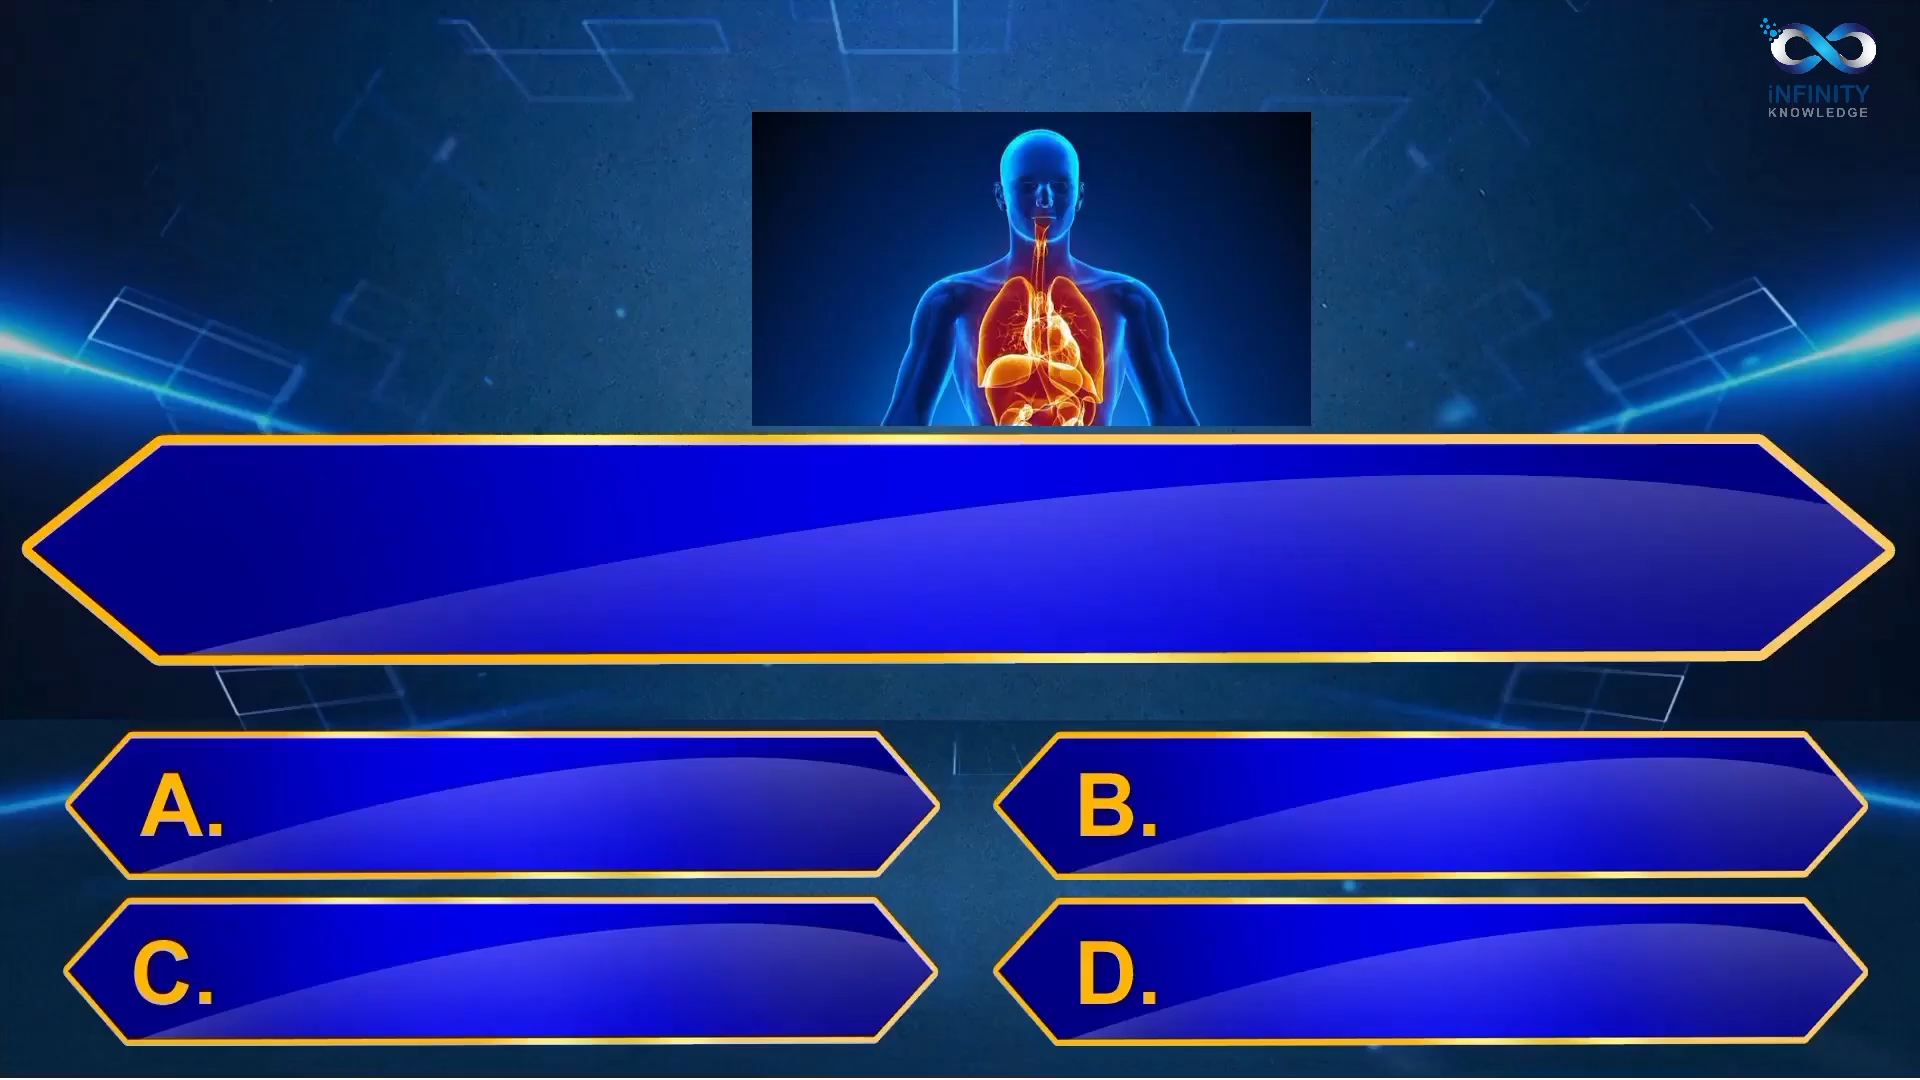 iNFINITY
KNOWLEDGE
A.
B.
C.
D.